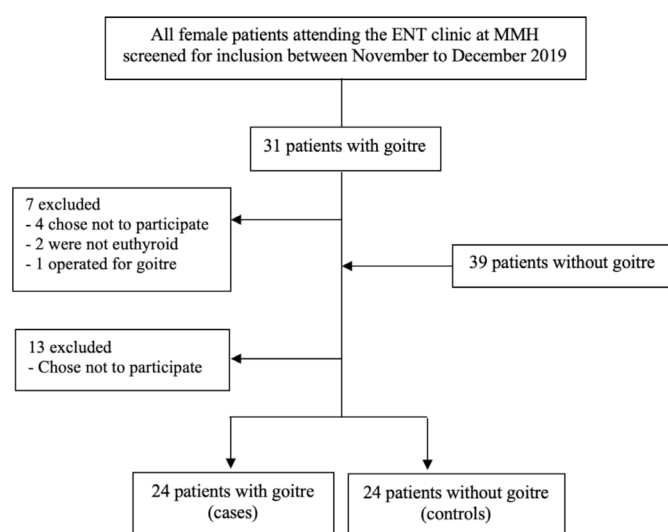 All female patients attending the ENT clinic at MMH
screened for inclusion between November to December 2019
31 patients with goitre
7 excluded
- 4 chose not to participate
- 2 were not euthyroid
- 1 operated for goitre
39 patients without goitre
13 excluded
- Chose not to participate
24 patients with goitre
(cases)
24 patients without goitre
(controls)